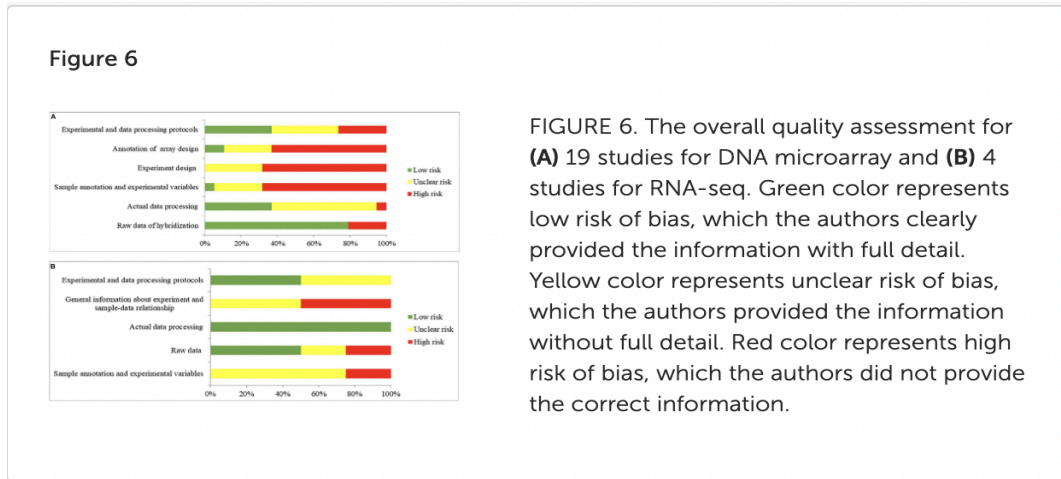 Figure 6
A
Experimental and data processing protocols
Annotation of array design
Experiment design
Sample annotation and experimental variables
Actual data processing
Raw data of hybridization
0% 20% 40% 60% 80% 100%
Low risk
Unclear risk
High risk
B
Experimental and data processing protocols
General information about experiment and
sample-data relationship
Actual data processing
Raw data
Sample annotation and experimental variables
0% 20% 40% 60% 80% 100%
Low risk
Unclear risk
High risk
FIGURE 6. The overall quality assessment for
(A) 19 studies for DNA microarray and (B) 4
studies for RNA-seq. Green color represents
low risk of bias, which the authors clearly
provided the information with full detail.
Yellow color represents unclear risk of bias,
which the authors provided the information
without full detail. Red color represents high
risk of bias, which the authors did not provide
the correct information.